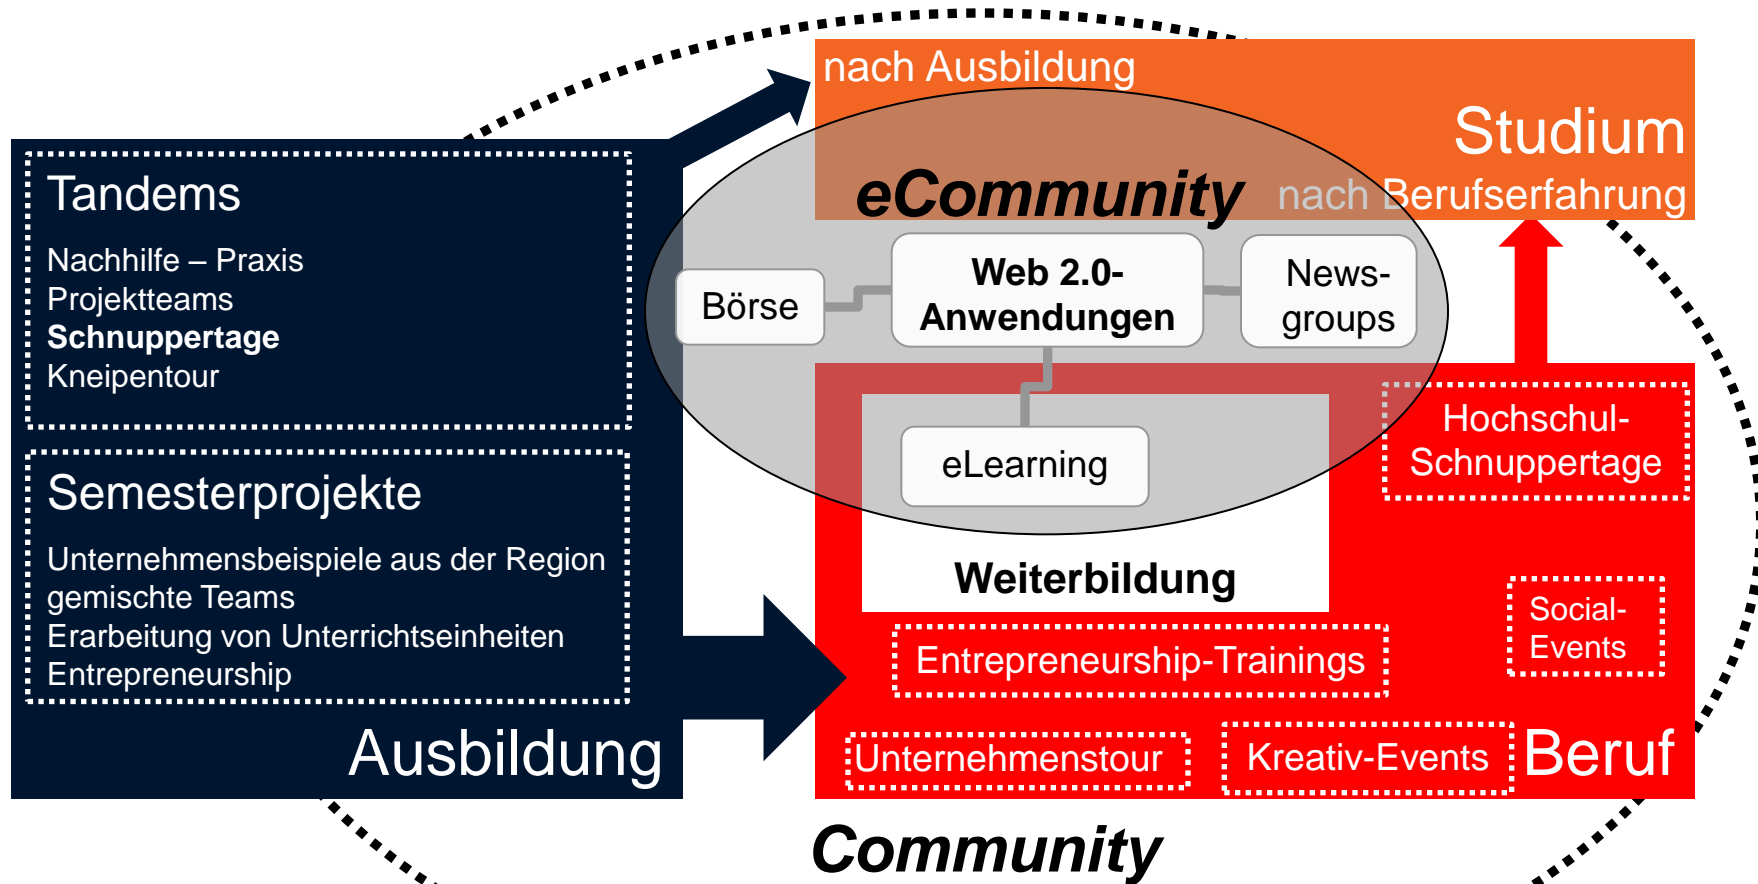 nach Ausbildung
Studium
nach Berufserfahrung
eCommunity
Tandems
Nachhilfe – Praxis
Projektteams
Schnuppertage
Kneipentour
Semesterprojekte
Unternehmensbeispiele aus der Region
gemischte Teams
Erarbeitung von Unterrichtseinheiten
Entrepreneurship
Ausbildung
Börse
Web 2.0-
Anwendungen
News-
groups
eLearning
Weiterbildung
Hochschul-
Schnuppertage
Social-
Events
Entrepreneurship-Trainings
Unternehmenstour
Kreativ-Events
Beruf
Community